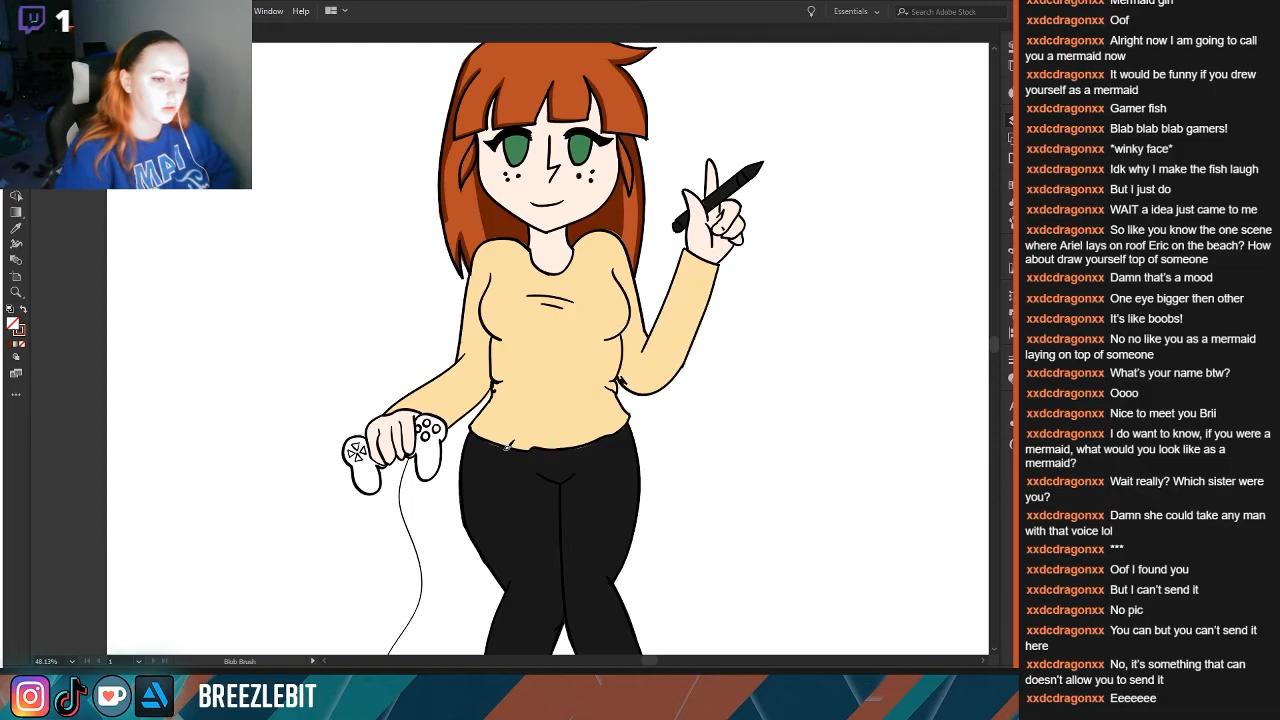 1
Window Help
Essentials
Search Adobe Stock
MAI
48.13%
1
Blob Brush
BREEZLEBIT
xxdcdragonxx Mermaid girl
xxdcdragonxx Oof
xxdcdragonxx Alright now I am going to call
you a mermaid now
xxdcdragonxx It would be funny if you drew
yourself as a mermaid
xxdcdragonxx Gamer fish
xxdcdragonxx Blab blab blab gamers!
xxdcdragonxx *winky face*
xxdcdragonxx Idk why I make the fish laugh
xxdcdragonxx But I just do
xxdcdragonxx WAIT a idea just came to me
xxdcdragonxx So like you know the one scene
where Ariel lays on roof Eric on the beach? How
about draw yourself top of someone
xxdcdragonxx Damn that's a mood
xxdcdragonxx One eye bigger then other
xxdcdragonxx It's like boobs!
xxdcdragonxx No no like you as a mermaid
laying on top of someone
xxdcdragonxx What's your name btw?
xxdcdragonxx Oooo
xxdcdragonxx Nice to meet you Brii
xxdcdragonxx I do want to know, if you were a
mermaid, what would you look like as a
mermaid?
xxdcdragonxx Wait really? Which sister were
you?
xxdcdragonxx Damn she could take any man
with that voice lol
xxdcdragonxx ***
xxdcdragonxx Oof I found you
xxdcdragonxx But I can't send it
xxdcdragonxx No pic
xxdcdragonxx You can but you can't send it
here
xxdcdragonxx No, it's something that can
doesn't allow you to send it
xxdcdragonxx Eeeeeee